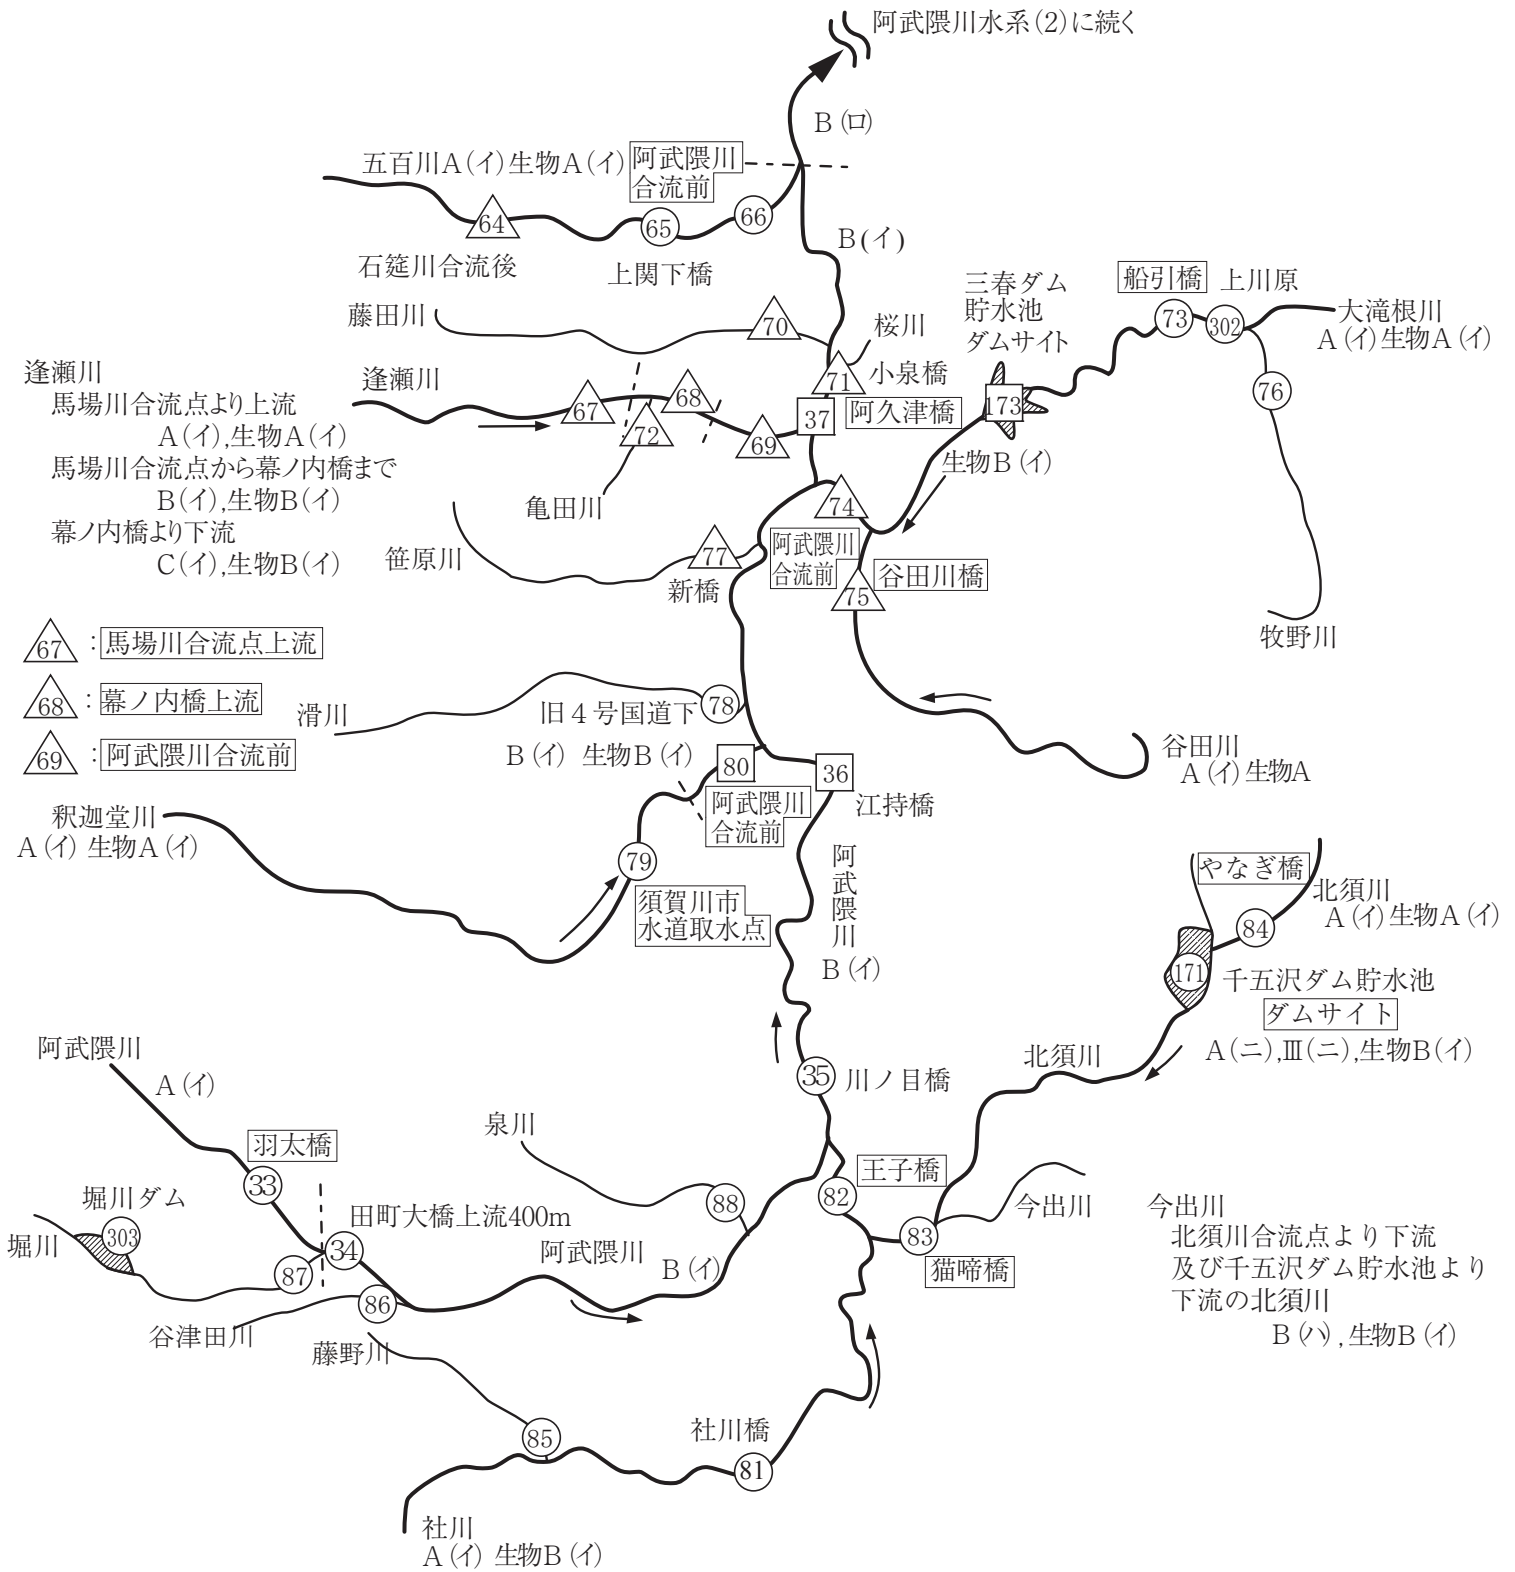 阿武隈川水系(2)に続く
B(ロ)
五百川A(イ)生物A(イ)
阿武隈川
合流前
64
65
66
B(イ)
石筵川合流後
上関下橋
三春ダム
貯水池
ダムサイト
船引橋
上川原
藤田川
70
桜川
73
302
大滝根川
A(イ)生物A(イ)
逢瀬川
馬場川合流点より上流
A(イ),生物A(イ)
馬場川合流点から幕ノ内橋まで
B(イ),生物B(イ)
幕ノ内橋より下流
C(イ),生物B(イ)
逢瀬川
67
68
72
69
71
小泉橋
37
阿久津橋
173
76
生物B(イ)
亀田川
74
笹原川
77
新橋
阿武隈川
合流前
谷田川橋
75
牧野川
67
:馬場川合流点上流
68
:幕ノ内橋上流
69
:阿武隈川合流前
滑川
旧4号国道下
78
B(イ) 生物B(イ)
80
36
江持橋
谷田川
A(イ)生物A
阿武隈川
合流前
釈迦堂川
A(イ) 生物A(イ)
79
須賀川市
水道取水点
阿武隈川
B(イ)
やなぎ橋
北須川
A(イ)生物A(イ)
84
171
千五沢ダム貯水池
ダムサイト
A(ニ),Ⅲ(ニ),生物B(イ)
阿武隈川
A(イ)
35
川ノ目橋
北須川
泉川
羽太橋
33
88
82
王子橋
83
猫啼橋
今出川
堀川ダム
303
堀川
87
34
田町大橋上流400m
阿武隈川
B(イ)
86
谷津田川
藤野川
今出川
北須川合流点より下流
及び千五沢ダム貯水池より
下流の北須川
B(ハ),生物B(イ)
85
社川橋
81
社川
A(イ) 生物B(イ)